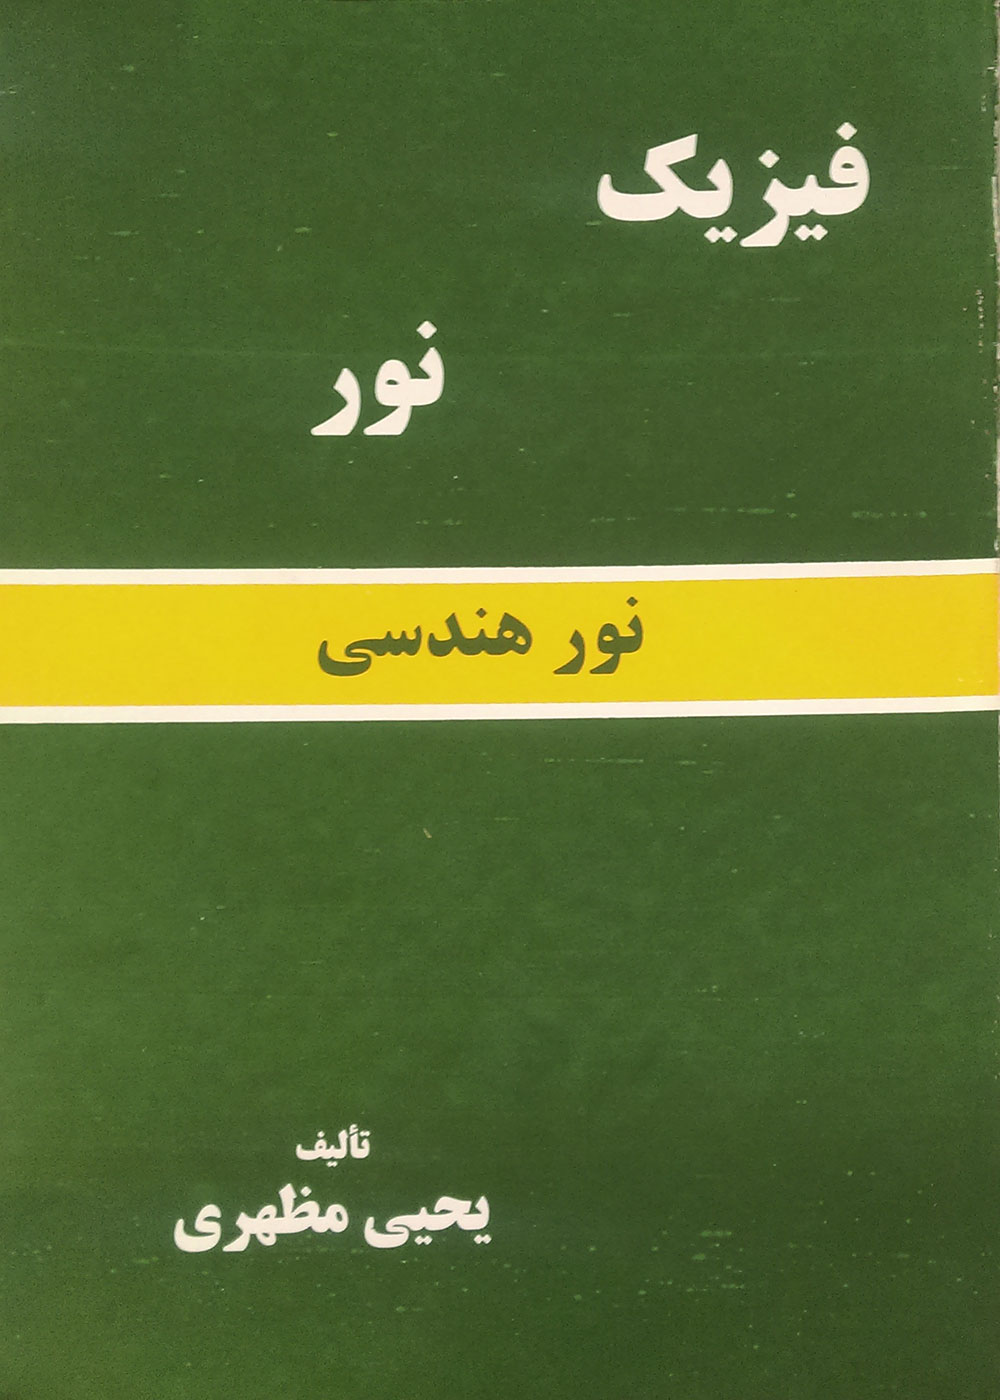 فیزیک
نور
نور هندسی
تألیف
یحیی مظهری